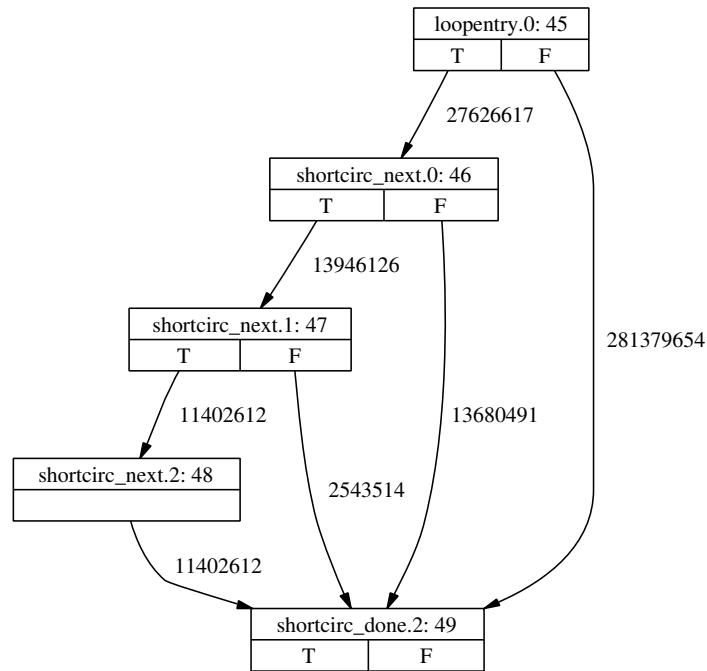 loopentry.0: 45
T F
27626617
shortcirc_next.0: 46
T F
13946126
shortcirc_next.1: 47
T F
281379654
11402612
13680491
shortcirc_next.2: 48
2543514
11402612
shortcirc_done.2: 49
T F